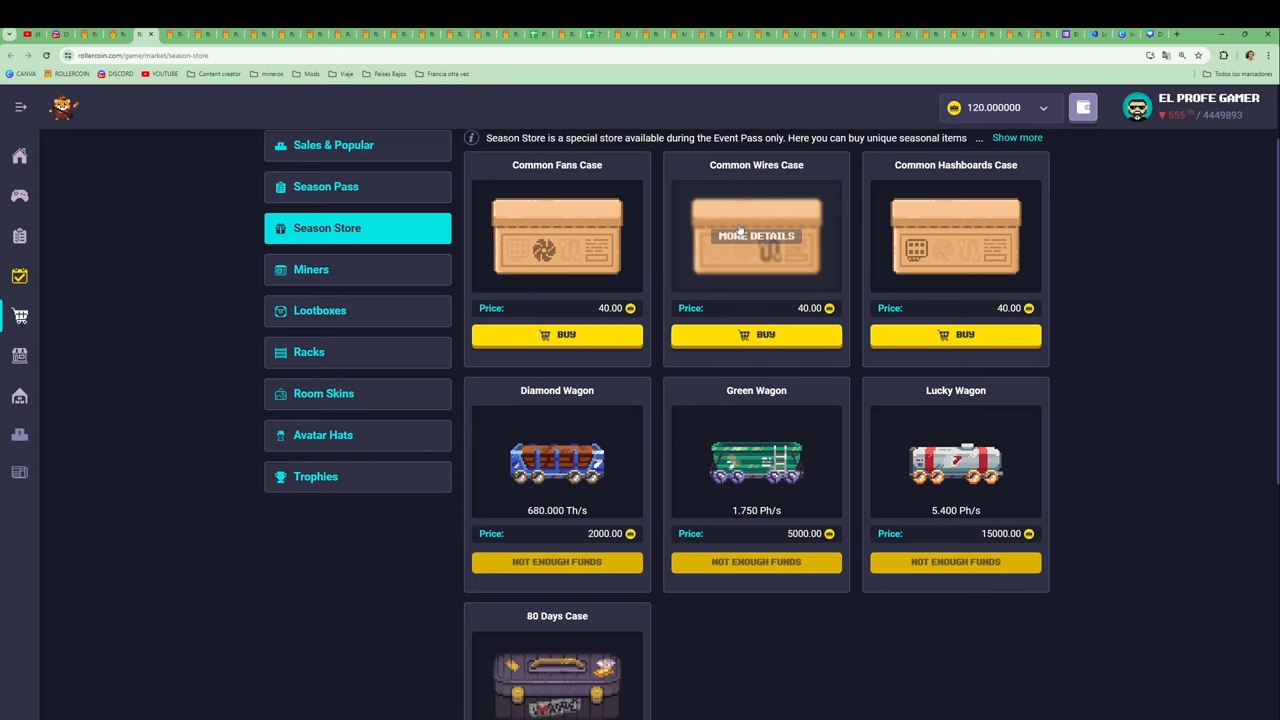 rollercoin.com/game/market/season-store
CANVA
ROLLERCOIN
DISCORD
YOUTUBE
Content creator
mineros
Mods
Viaje
Países Bajos
Francia otra vez
Todos los marcadores
120.000000
EL PROFE GAMER
555 th / 4449893
Sales & Popular
Season Pass
Season Store
Miners
Lootboxes
Racks
Room Skins
Avatar Hats
Trophies
Season Store is a special store available during the Event Pass only. Here you can buy unique seasonal items ... Show more
Common Fans Case
Price: 40.00
BUY
Common Wires Case
MORE DETAILS
Price: 40.00
BUY
Common Hashboards Case
Price: 40.00
BUY
Diamond Wagon
680.000 Th/s
Price: 2000.00
NOT ENOUGH FUNDS
Green Wagon
1.750 Ph/s
Price: 5000.00
NOT ENOUGH FUNDS
Lucky Wagon
5.400 Ph/s
Price: 15000.00
NOT ENOUGH FUNDS
80 Days Case